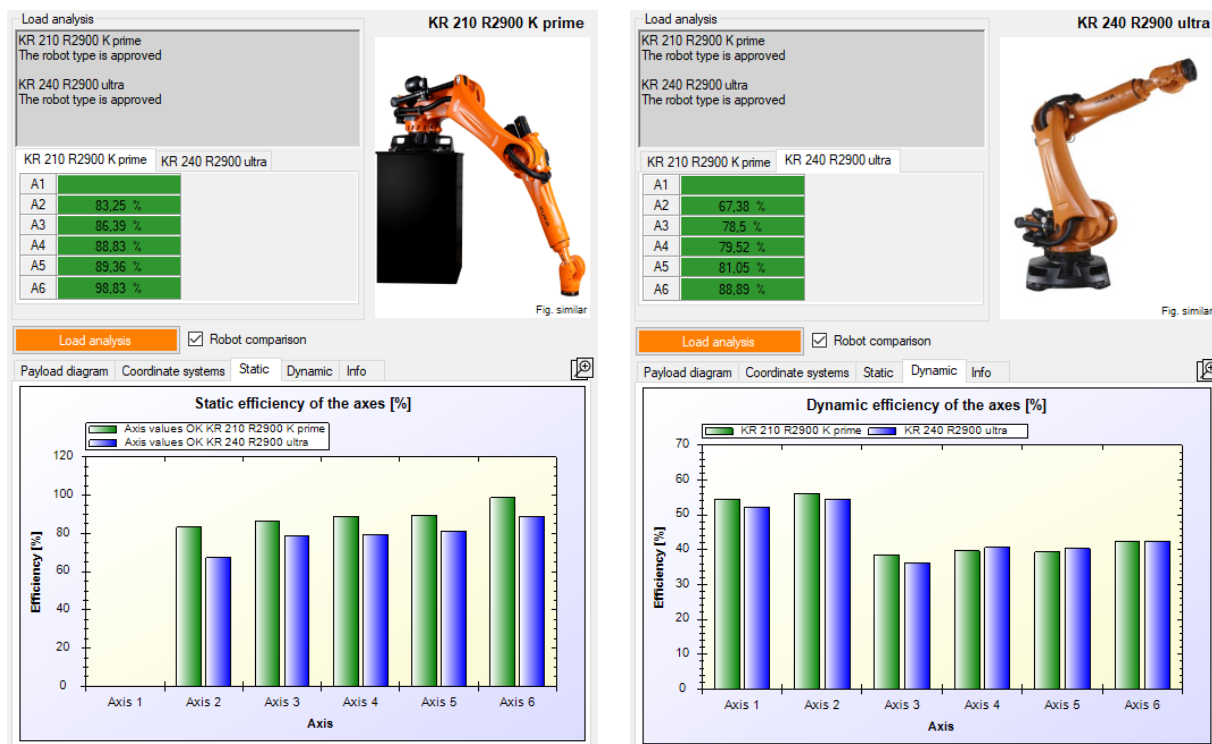 Load analysis
KR 210 R2900 K prime
KR 210 R2900 K prime
The robot type is approved
KR 240 R2900 ultra
The robot type is approved
KR 210 R2900 K prime
KR 240 R2900 ultra
A1
A2 83,25 %
A3 86,39 %
A4 88,83 %
A5 89,36 %
A6 98,83 %
Fig. similar
Load analysis
Robot comparison
Payload diagram
Coordinate systems
Static
Dynamic
Info
Static efficiency of the axes [%]
Axis values OK KR 210 R2900 K prime
Axis values OK KR 240 R2900 ultra
Efficiency [%]
120
100
80
60
40
20
0
Axis 1
Axis 2
Axis 3
Axis 4
Axis 5
Axis 6
Axis
Load analysis
KR 240 R2900 ultra
KR 210 R2900 K prime
The robot type is approved
KR 240 R2900 ultra
The robot type is approved
KR 210 R2900 K prime
KR 240 R2900 ultra
A1
A2 67,38 %
A3 78,5 %
A4 79,52 %
A5 81,05 %
A6 88,89 %
Fig. similar
Load analysis
Robot comparison
Payload diagram
Coordinate systems
Static
Dynamic
Info
Dynamic efficiency of the axes [%]
KR 210 R2900 K prime
KR 240 R2900 ultra
Efficiency [%]
70
60
50
40
30
20
10
0
Axis 1
Axis 2
Axis 3
Axis 4
Axis 5
Axis 6
Axis